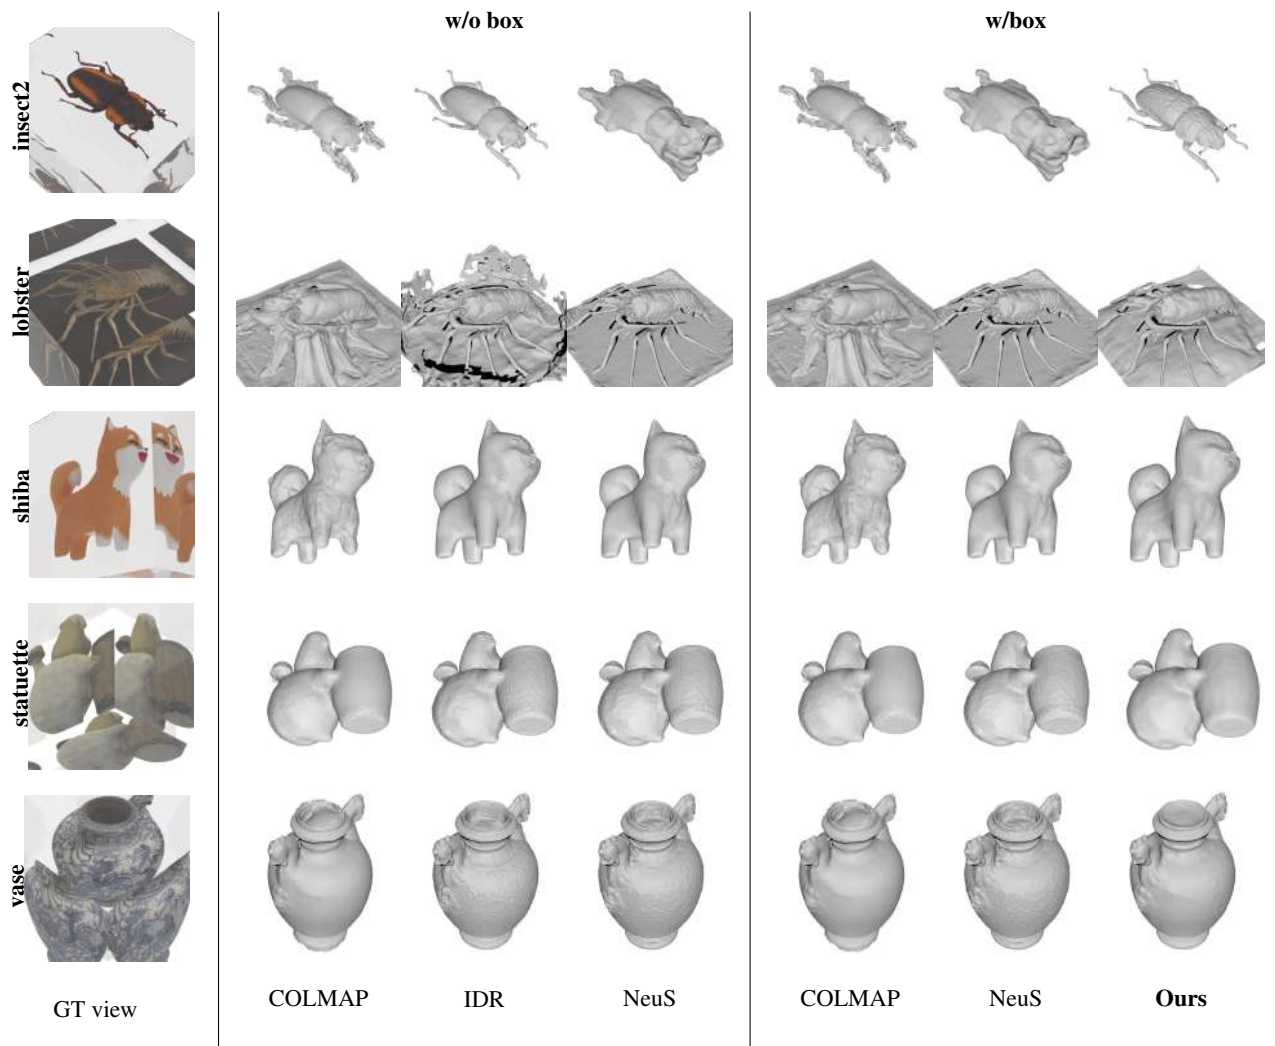 w/o box
w/box
insect2
lobster
shiba
statuette
vase
GT view
COLMAP
IDR
NeuS
COLMAP
NeuS
Ours